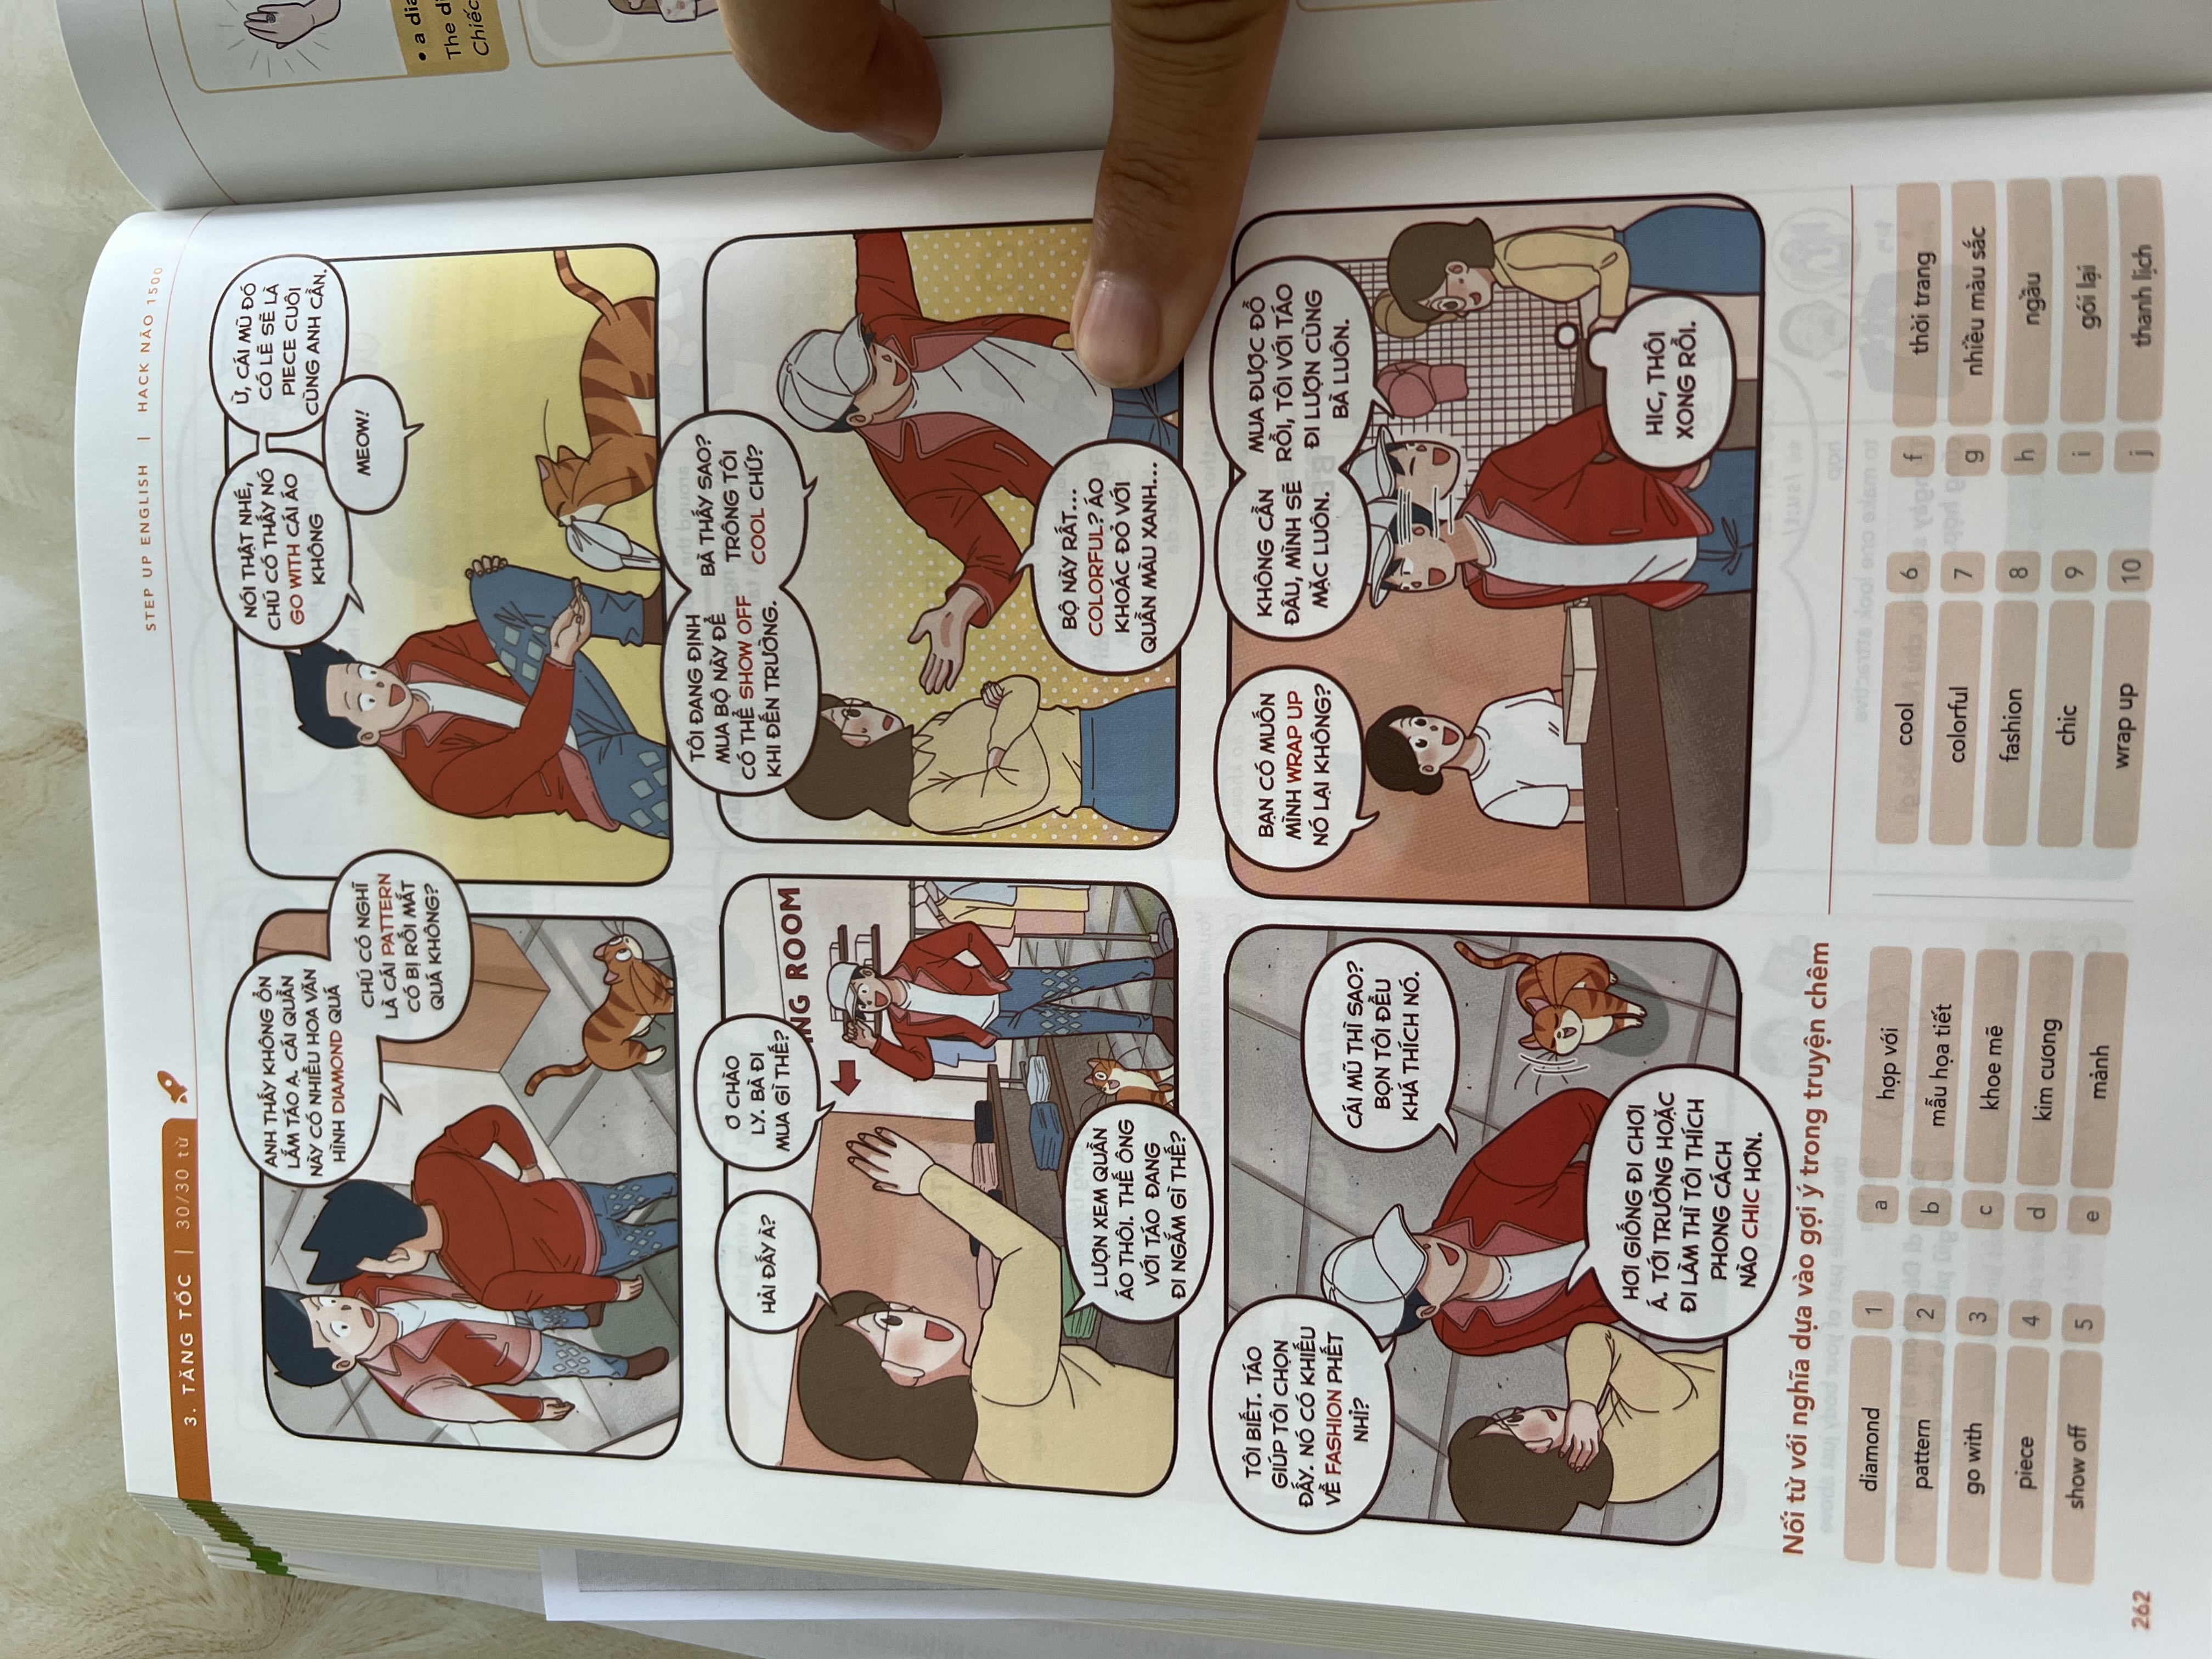 3. TĂNG TỐC | 30/30 từ
STEP UP ENGLISH | HACK NÃO 1500
ANH THẤY KHÔNG ỔN
LẮM TÁO Ạ. CÁI QUẦN
NÀY CÓ NHIỀU HOA VĂN
HÌNH DIAMOND QUÁ
CHÚ CÓ NGHĨ
LÀ CÁI PATTERN
CÓ BỊ RỐI MẮT
QUÁ KHÔNG?
NÓI THẬT NHÉ,
CHÚ CÓ THẤY NÓ
GO WITH CÁI ÁO
KHÔNG
Ừ, CÁI MŨ ĐÓ
CÓ LẼ SẼ LÀ
PIECE CUỐI
CÙNG ANH CẦN.
MEOW!
HẢI ĐẤY À?
Ơ CHÀO
LY. BÀ ĐI
MUA GÌ THẾ?
NG ROOM
LƯỢN XEM QUẦN
ÁO THÔI. THẾ ÔNG
VỚI TÁO ĐANG
ĐI NGẮM GÌ THẾ?
TÔI ĐANG ĐỊNH
MUA BỘ NÀY ĐỂ
CÓ THỂ SHOW OFF
KHI ĐẾN TRƯỜNG.
BÀ THẤY SAO?
TRÔNG TÔI
COOL CHỨ?
BỘ NÀY RẤT...
COLORFUL? ÁO
KHOÁC ĐỎ VỚI
QUẦN MÀU XANH...
TÔI BIẾT. TÁO
GIÚP TÔI CHỌN
ĐẤY. NÓ CÓ KHIẾU
VỀ FASHION PHẾT
NHỈ?
CÁI MŨ THÌ SAO?
BỌN TÔI ĐỀU
KHÁ THÍCH NÓ.
HƠI GIỐNG ĐI CHƠI
Á. TỚI TRƯỜNG HOẶC
ĐI LÀM THÌ TÔI THÍCH
PHONG CÁCH
NÀO CHIC HƠN.
BẠN CÓ MUỐN
MÌNH WRAP UP
NÓ LẠI KHÔNG?
KHÔNG CẦN
ĐÂU, MÌNH SẼ
MẶC LUÔN.
MUA ĐƯỢC ĐỒ
RỒI, TÔI VỚI TÁO
ĐI LƯỢN CÙNG
BÀ LUÔN.
HIC, THÔI
XONG RỒI.
Nối từ với nghĩa dựa vào gợi ý trong truyện chêm
diamond 1 a hợp với
pattern 2 b mẫu họa tiết
go with 3 c khoe mẽ
piece 4 d kim cương
show off 5 e mảnh
cool 6 f thời trang
colorful 7 g nhiều màu sắc
fashion 8 h ngầu
chic 9 i gói lại
wrap up 10 j thanh lịch
262
• a dia
The d
Chiếc